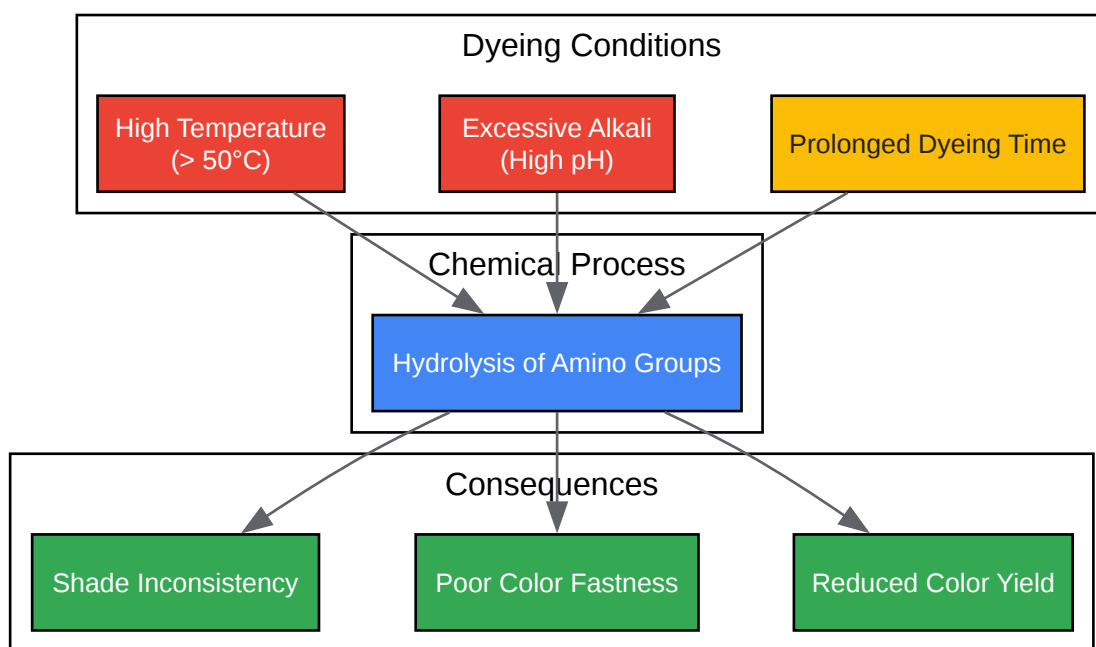 Dyeing Conditions
High Temperature
(> 50°C)
Excessive Alkali
(High pH)
Prolonged Dyeing Time
Chemical Process
Hydrolysis of Amino Groups
Consequences
Shade Inconsistency
Poor Color Fastness
Reduced Color Yield